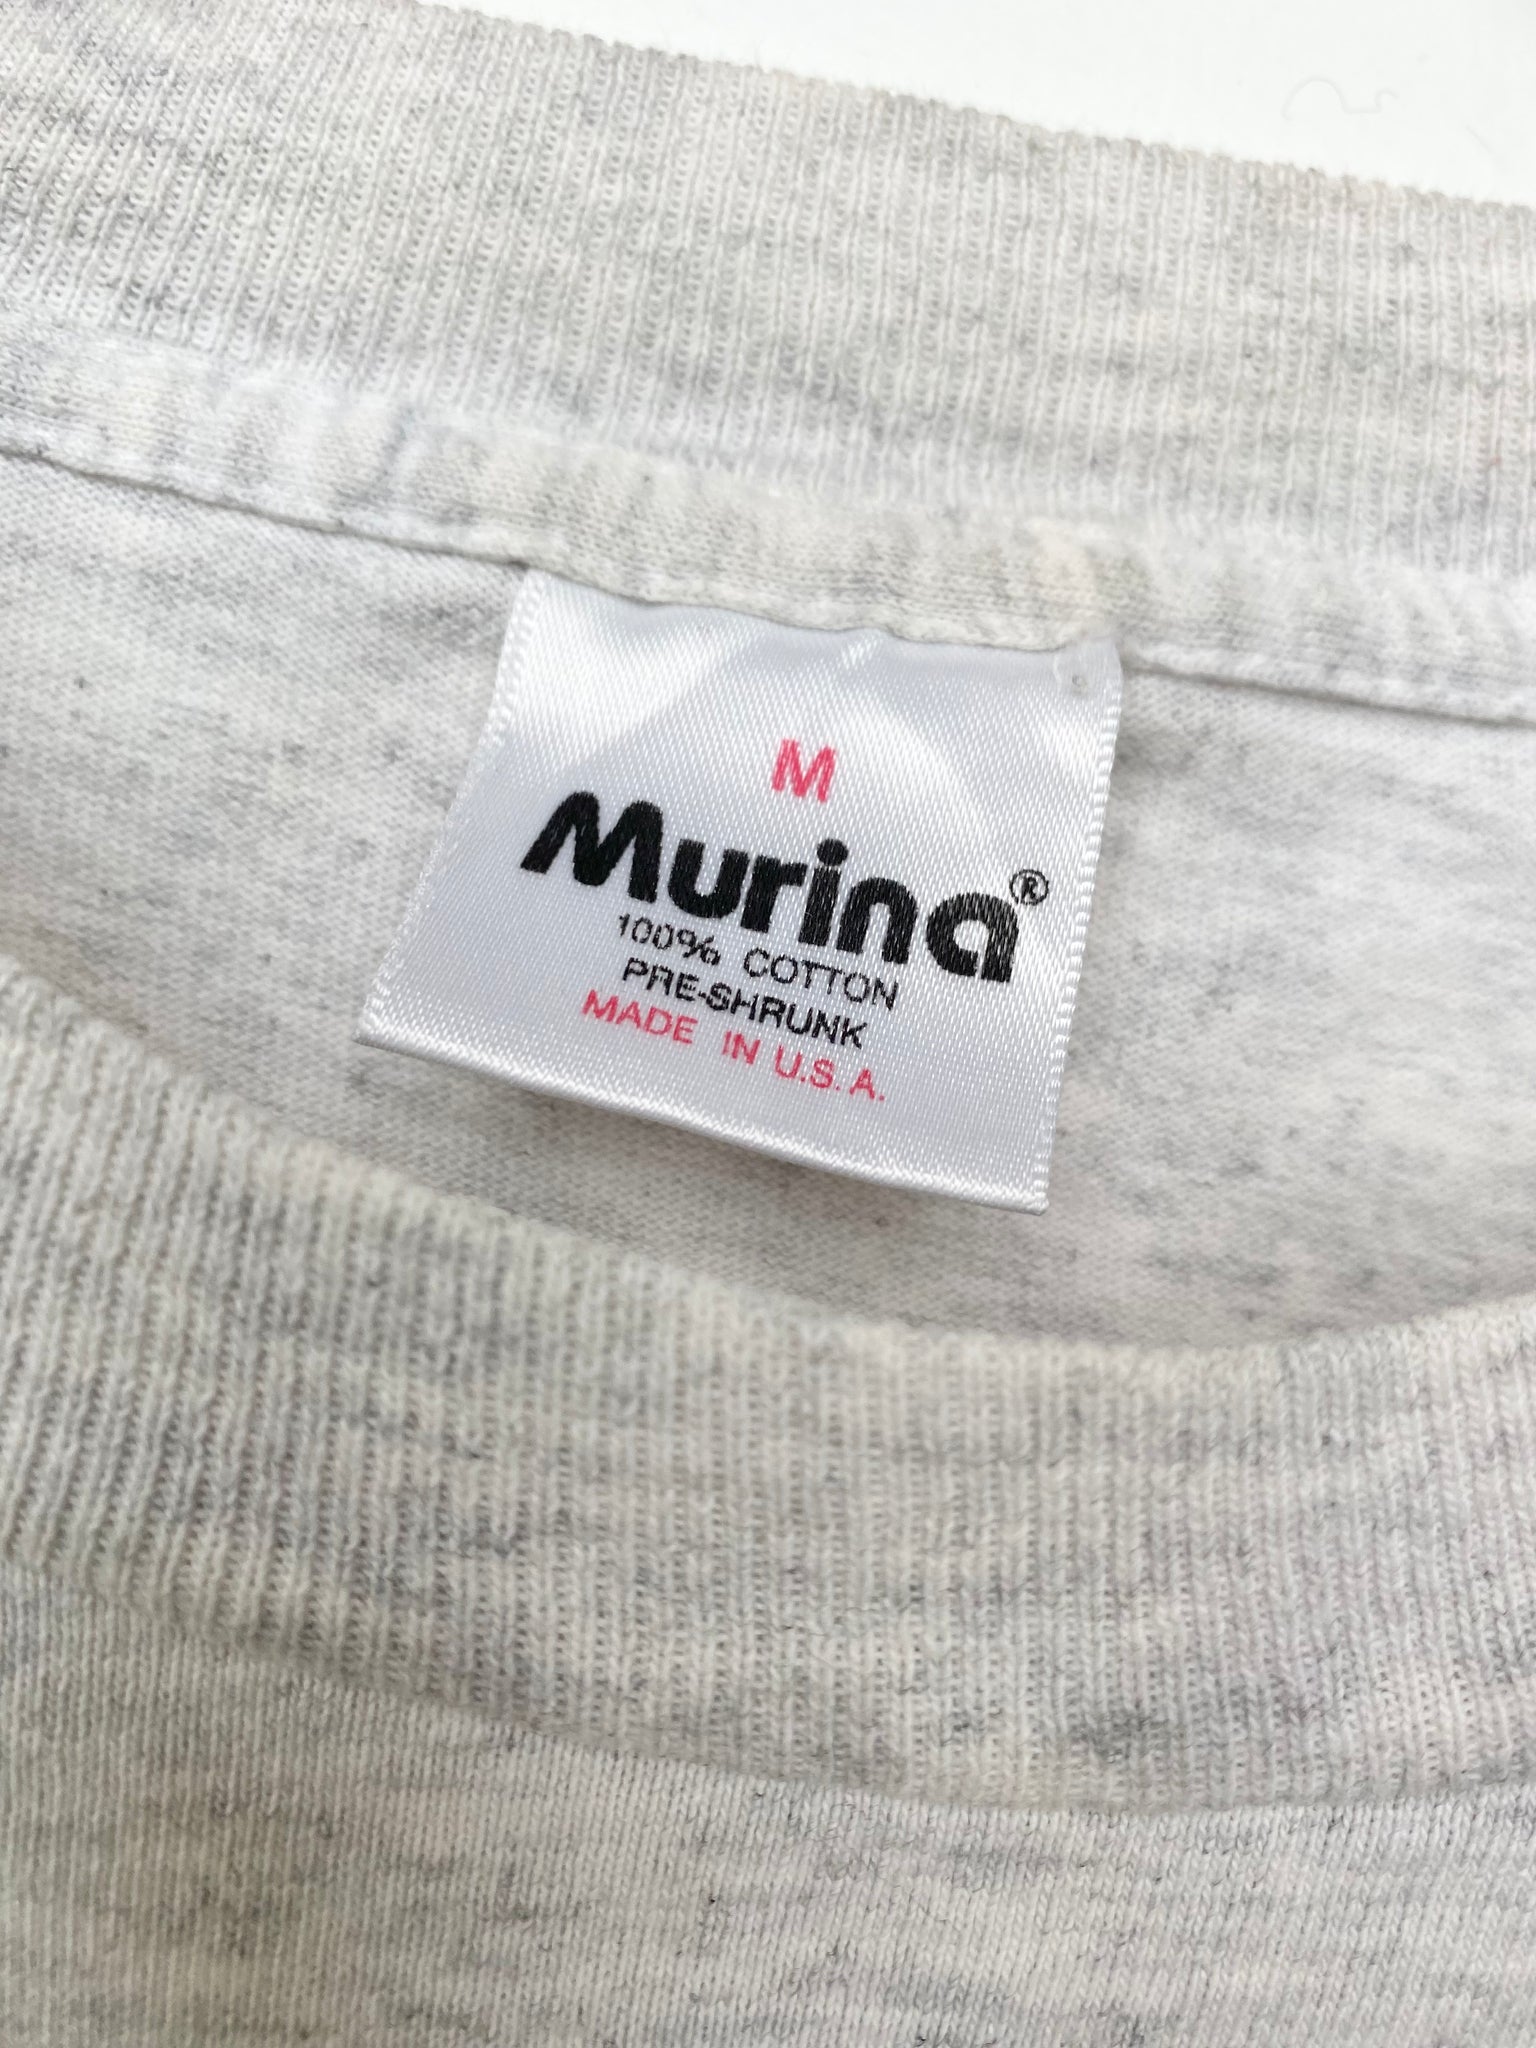 M
Murina®
100% COTTON
PRE-SHRUNK
MADE IN U.S.A.